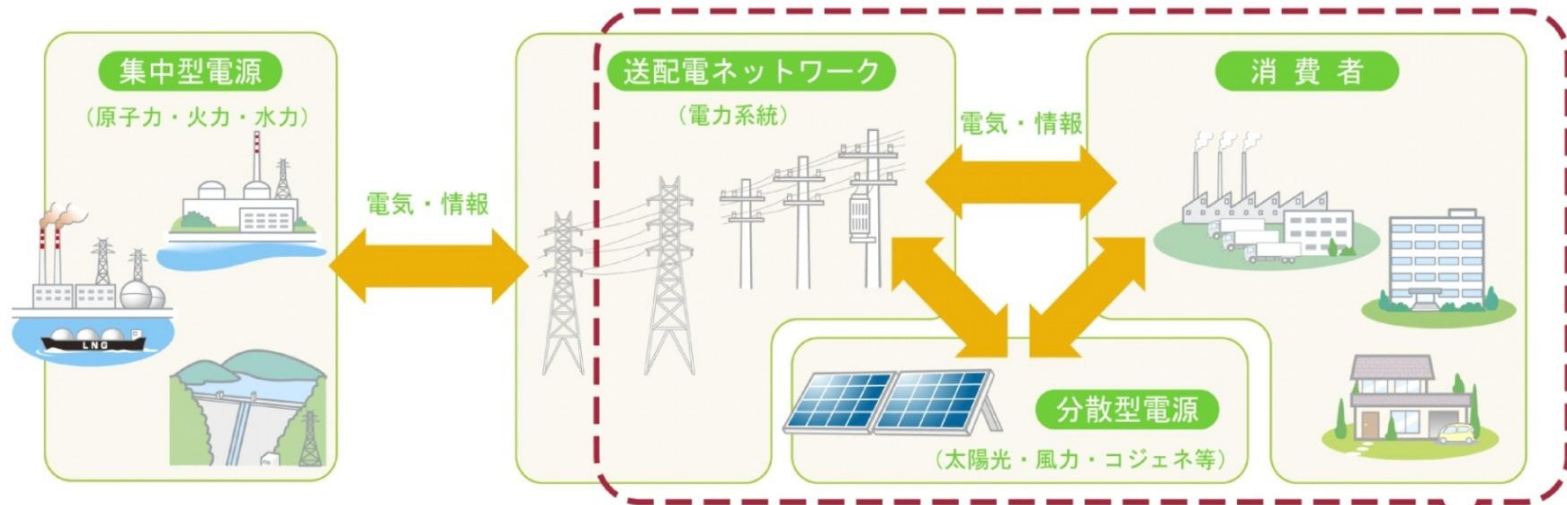 集中型電源
(原子力・火力・水力)
電気・情報
LNG
送配電ネットワーク
(電力系統)
電気・情報
消費者
分散型電源
(太陽光・風力・コジェネ等)